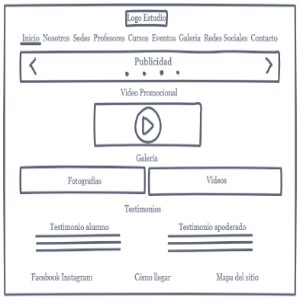 Logo Estudio
Inicio Nosotros Sedes Profesores Cursos Eventos Galeria Redes Sociales Contacto
Publicidad
Video Promocional
Galeria
Fotografias Videos
Testimonios
Testimonio alumno Testimonio apoderado
Facebook Instagram Cómo llegar Mapa del sitio